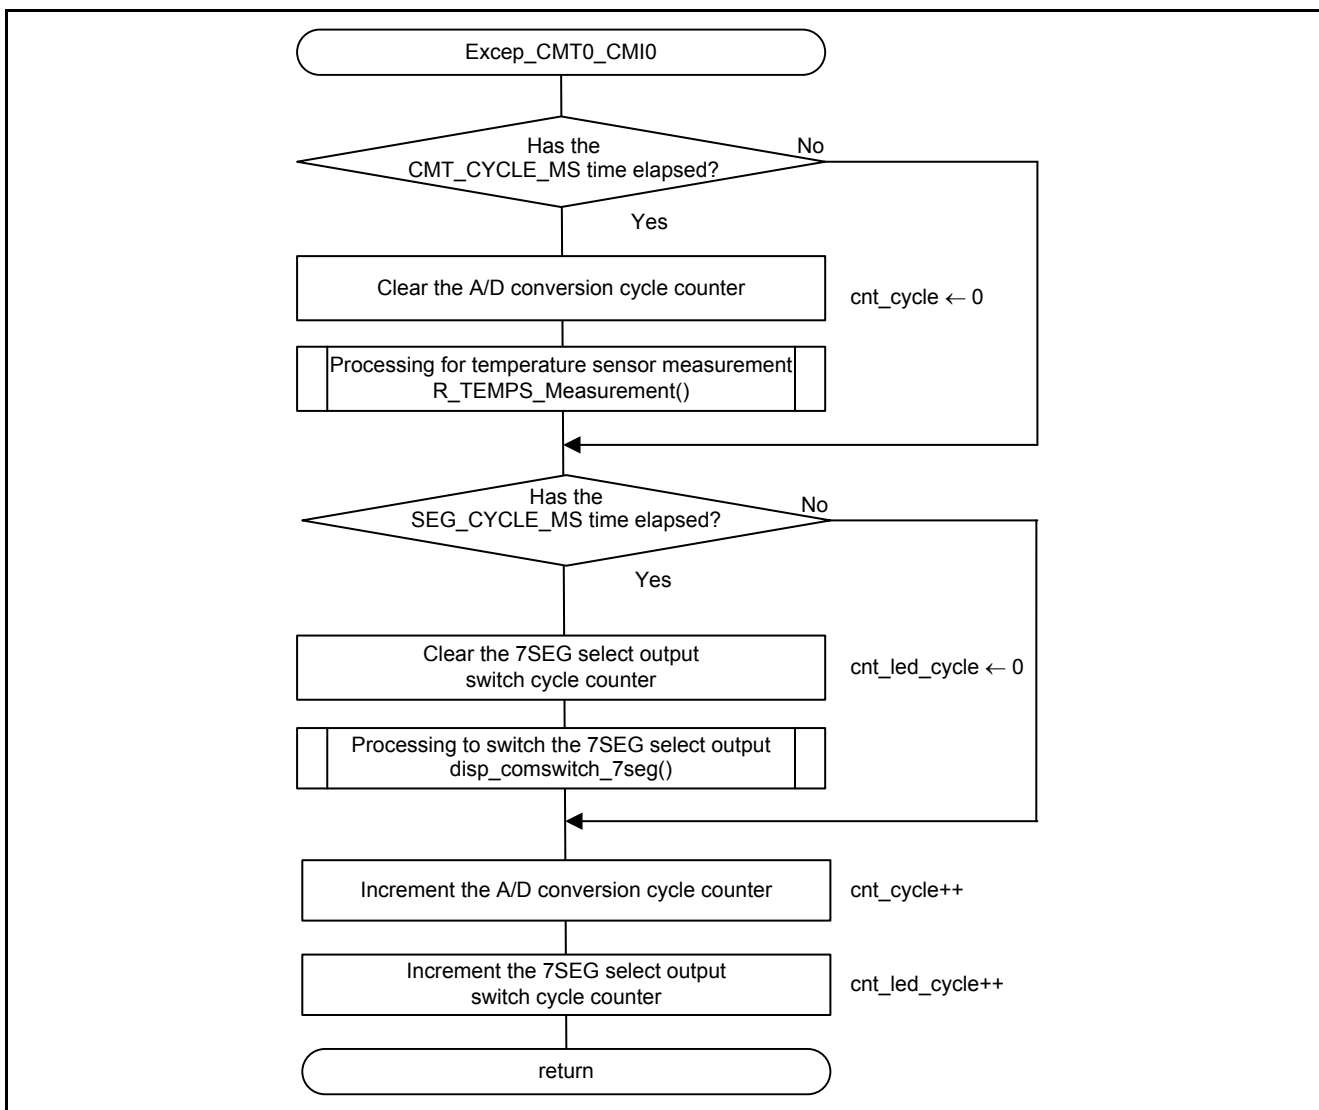 Excep_CMT0_CMI0
Has the
CMT_CYCLE_MS time elapsed?
No
Yes
Clear the A/D conversion cycle counter
cnt_cycle ← 0
Processing for temperature sensor measurement
R_TEMPS_Measurement()
Has the
SEG_CYCLE_MS time elapsed?
No
Yes
Clear the 7SEG select output
switch cycle counter
cnt_led_cycle ← 0
Processing to switch the 7SEG select output
disp_comswitch_7seg()
Increment the A/D conversion cycle counter
cnt_cycle++
Increment the 7SEG select output
switch cycle counter
cnt_led_cycle++
return